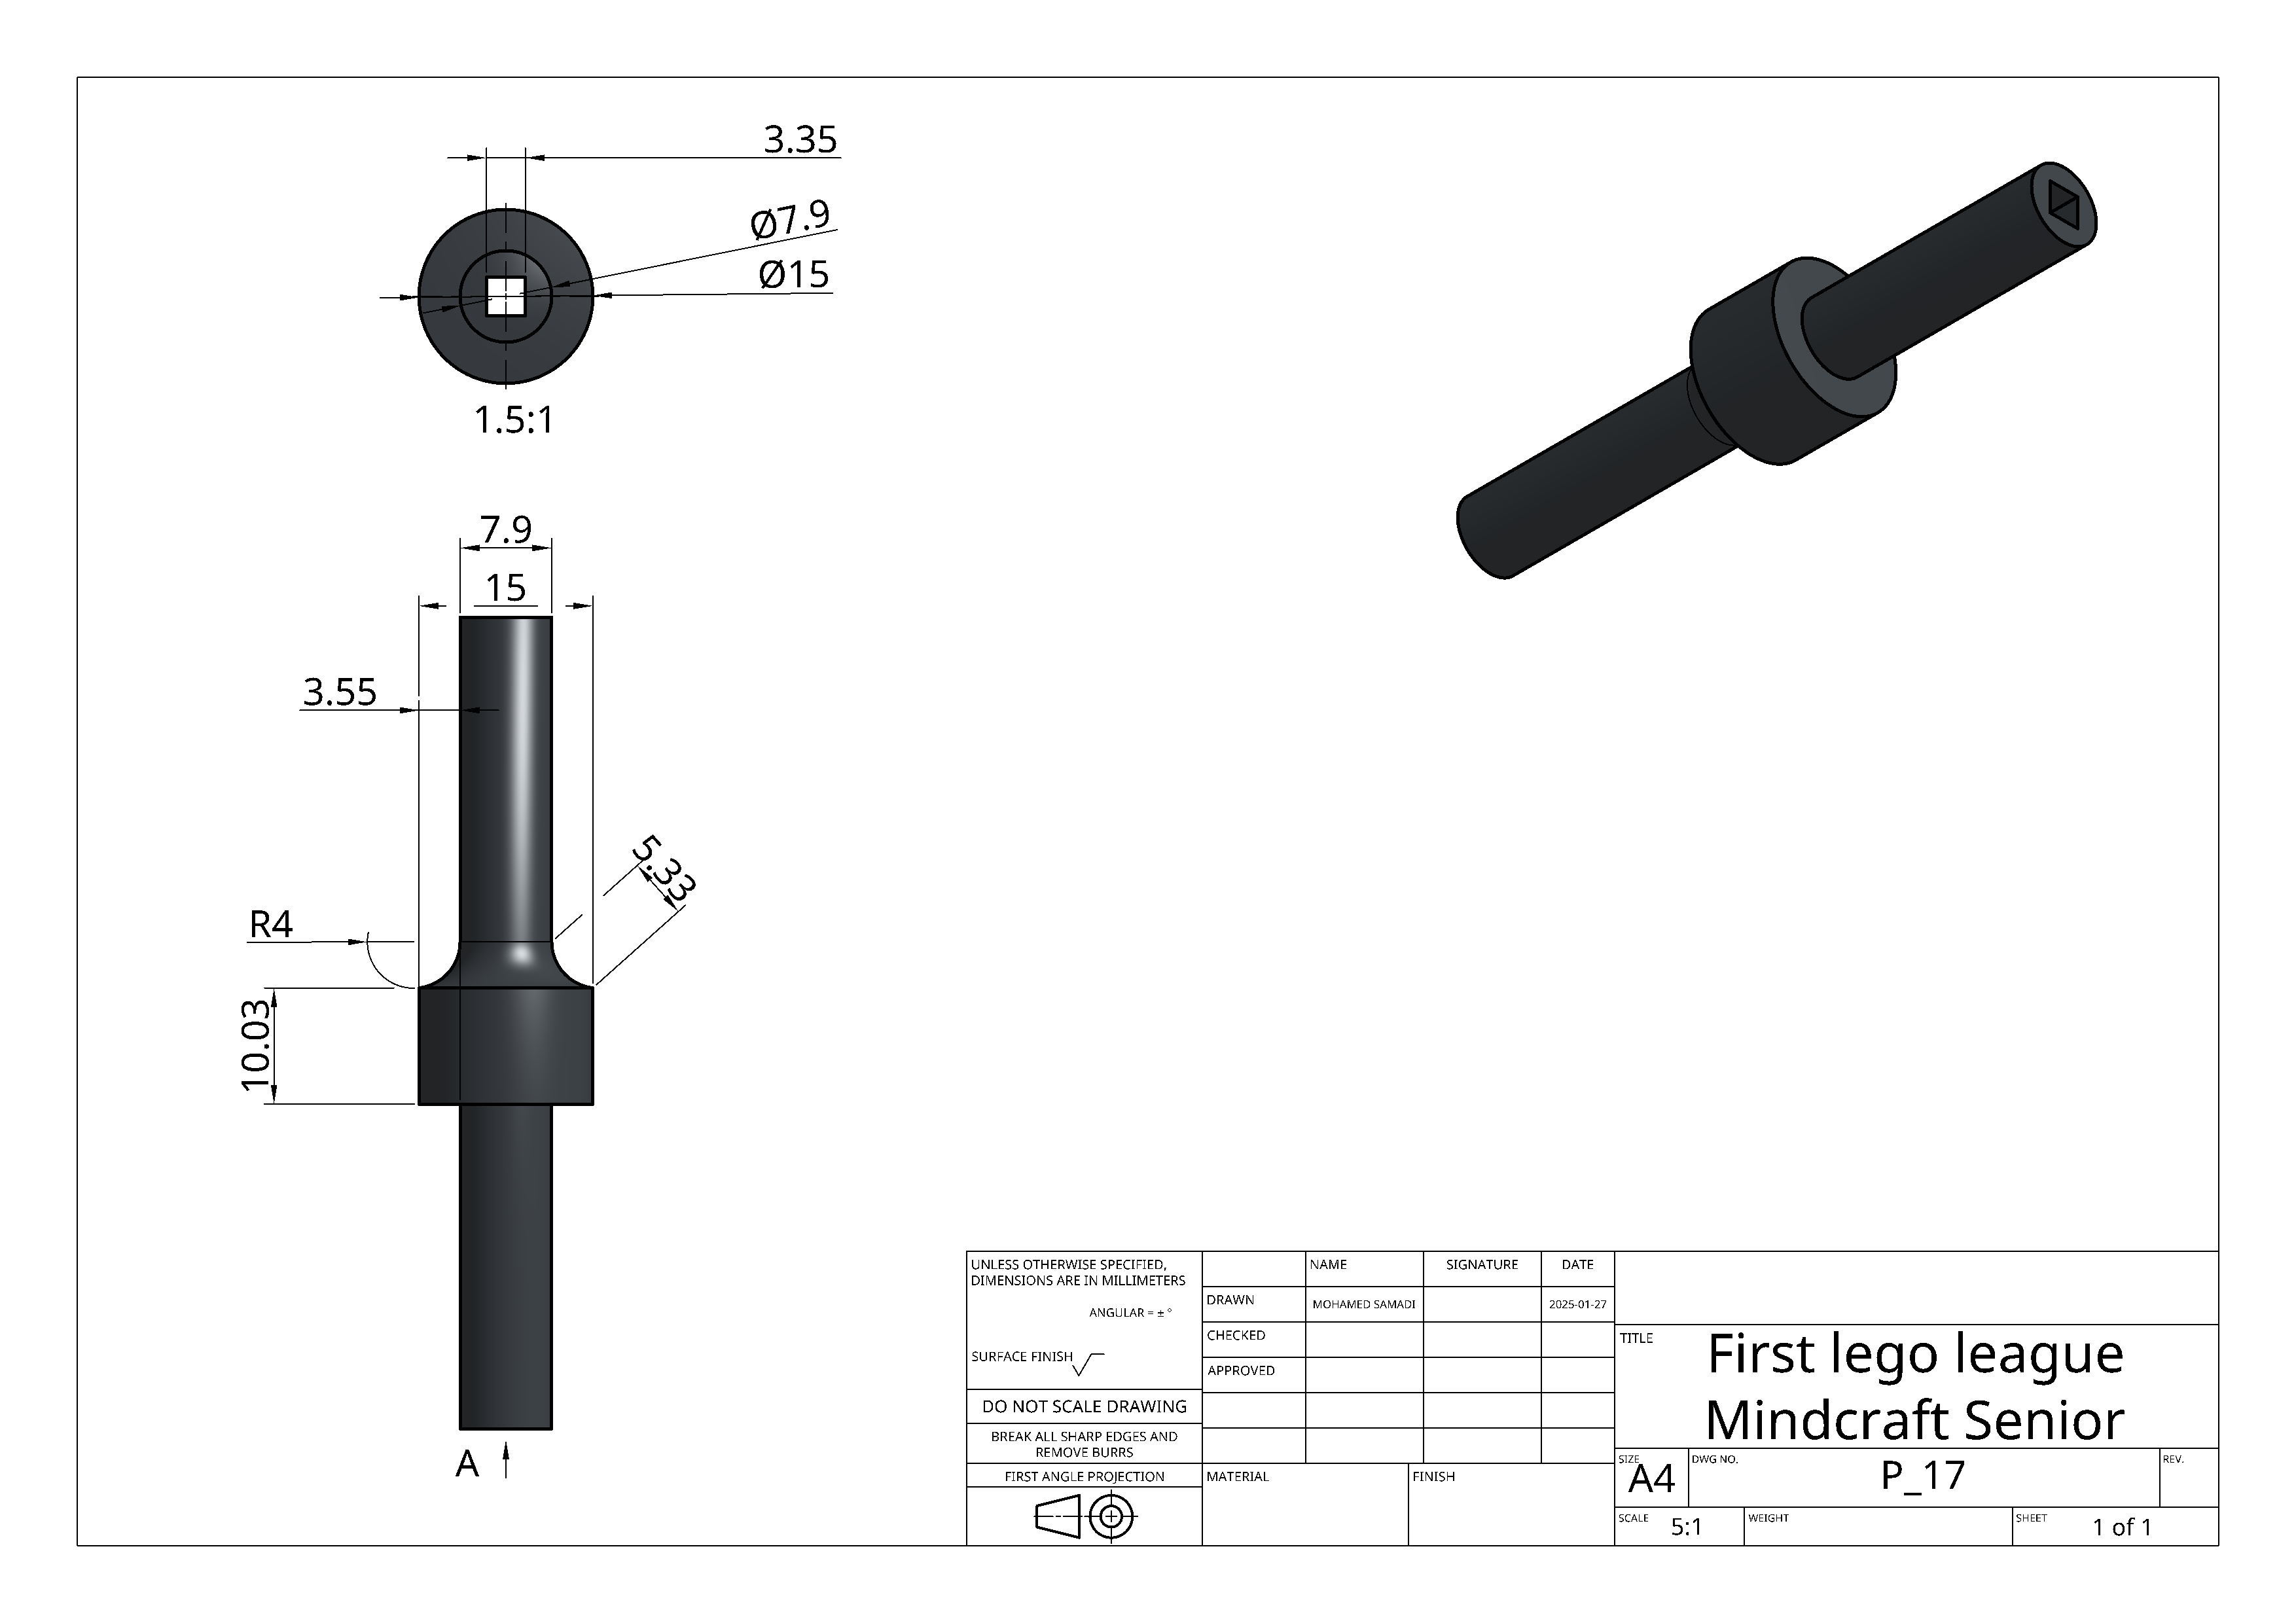 3.35
Ø7.9
Ø15
1.5:1
7.9
15
3.55
5.33
R4
10.03
A
UNLESS OTHERWISE SPECIFIED,
DIMENSIONS ARE IN MILLIMETERS
ANGULAR = ± °
SURFACE FINISH
DO NOT SCALE DRAWING
BREAK ALL SHARP EDGES AND
REMOVE BURRS
FIRST ANGLE PROJECTION
NAME SIGNATURE DATE
DRAWN MOHAMED SAMADI 2025-01-27
CHECKED
APPROVED
MATERIAL FINISH
TITLE
First lego league
Mindcraft Senior
SIZE A4 DWG NO. P_17 REV.
SCALE 5:1 WEIGHT SHEET 1 of 1